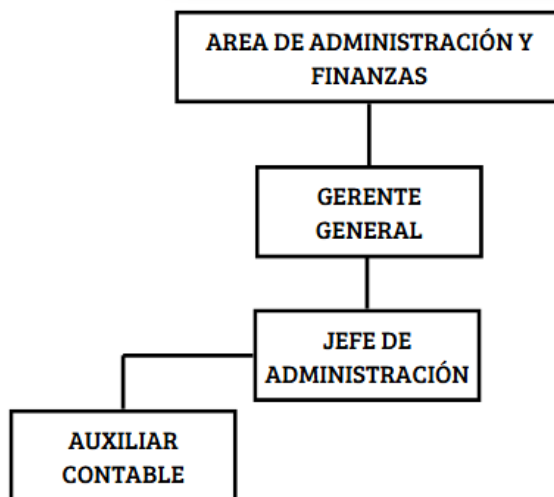 AREA DE ADMINISTRACIÓN Y
FINANZAS
GERENTE
GENERAL
JEFE DE
ADMINISTRACIÓN
AUXILIAR
CONTABLE